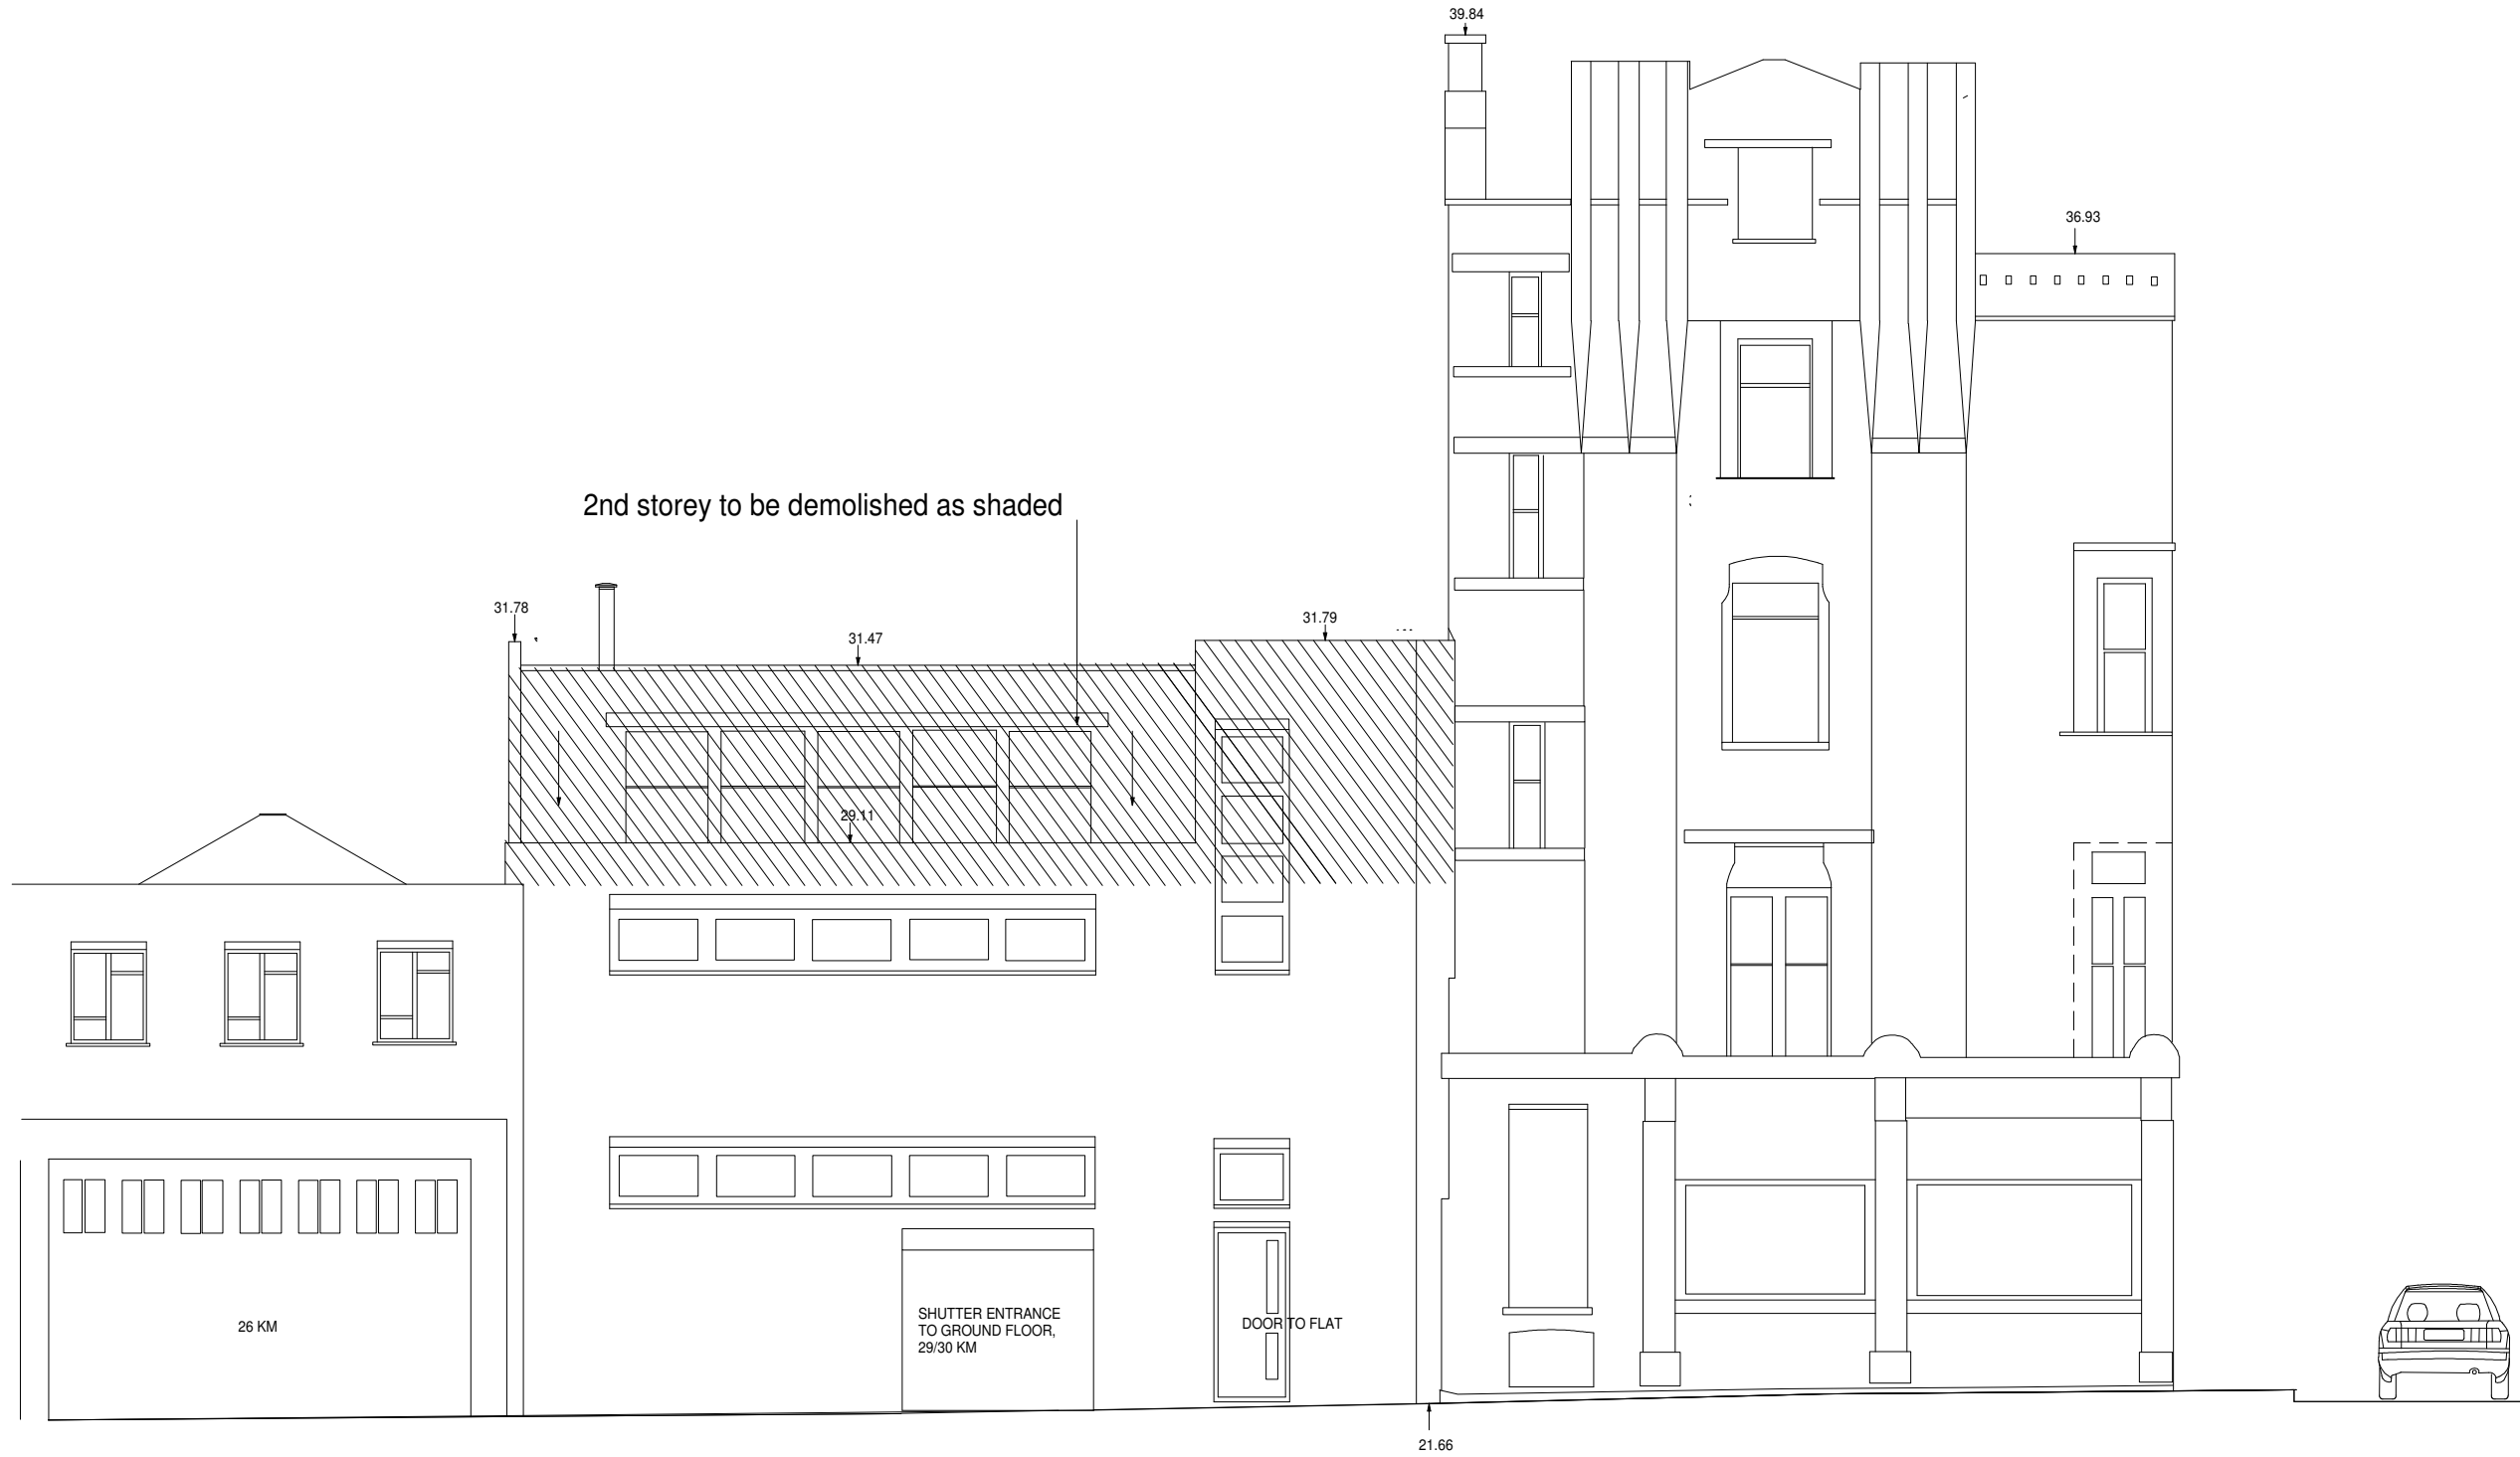 39.84
36.93
2nd storey to be demolished as shaded
31.78
31.79
31.47
29.11
SHUTTER ENTRANCE
TO GROUND FLOOR,
29/30 KM
DOOR TO FLAT
26 KM
21.66